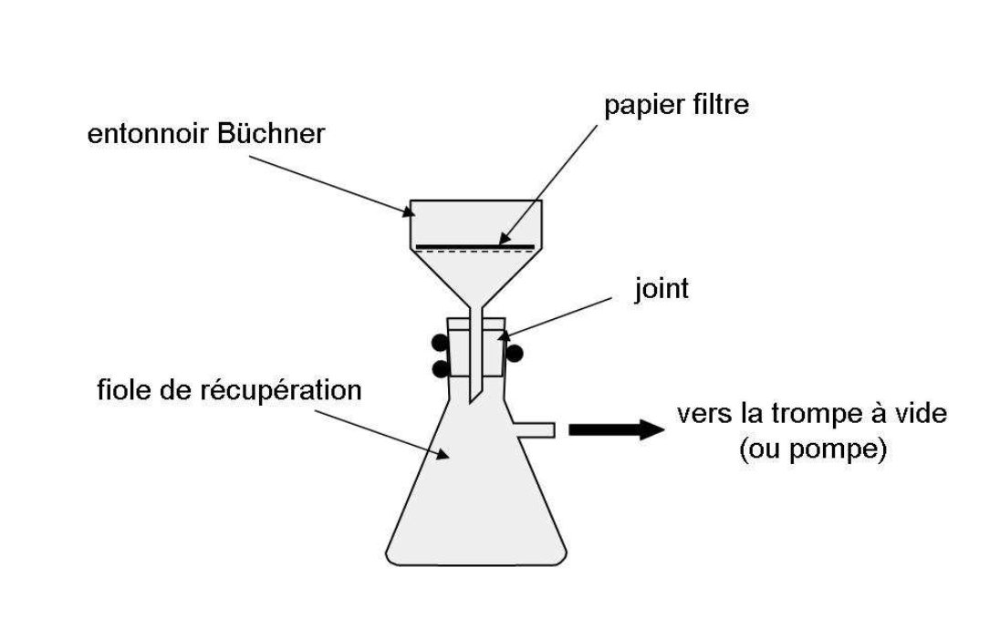 papier filtre
entonnoir Büchner
joint
fiole de récupération
vers la trompe à vide
(ou pompe)